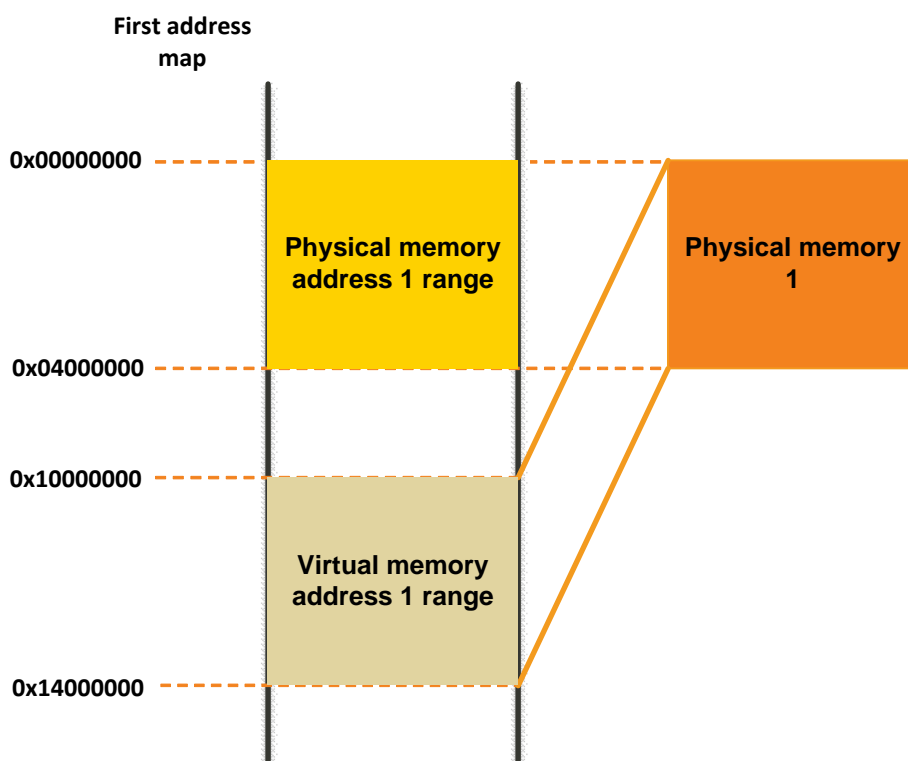 First address
map
0x00000000
Physical memory
address 1 range
Physical memory
1
0x04000000
0x10000000
Virtual memory
address 1 range
0x14000000